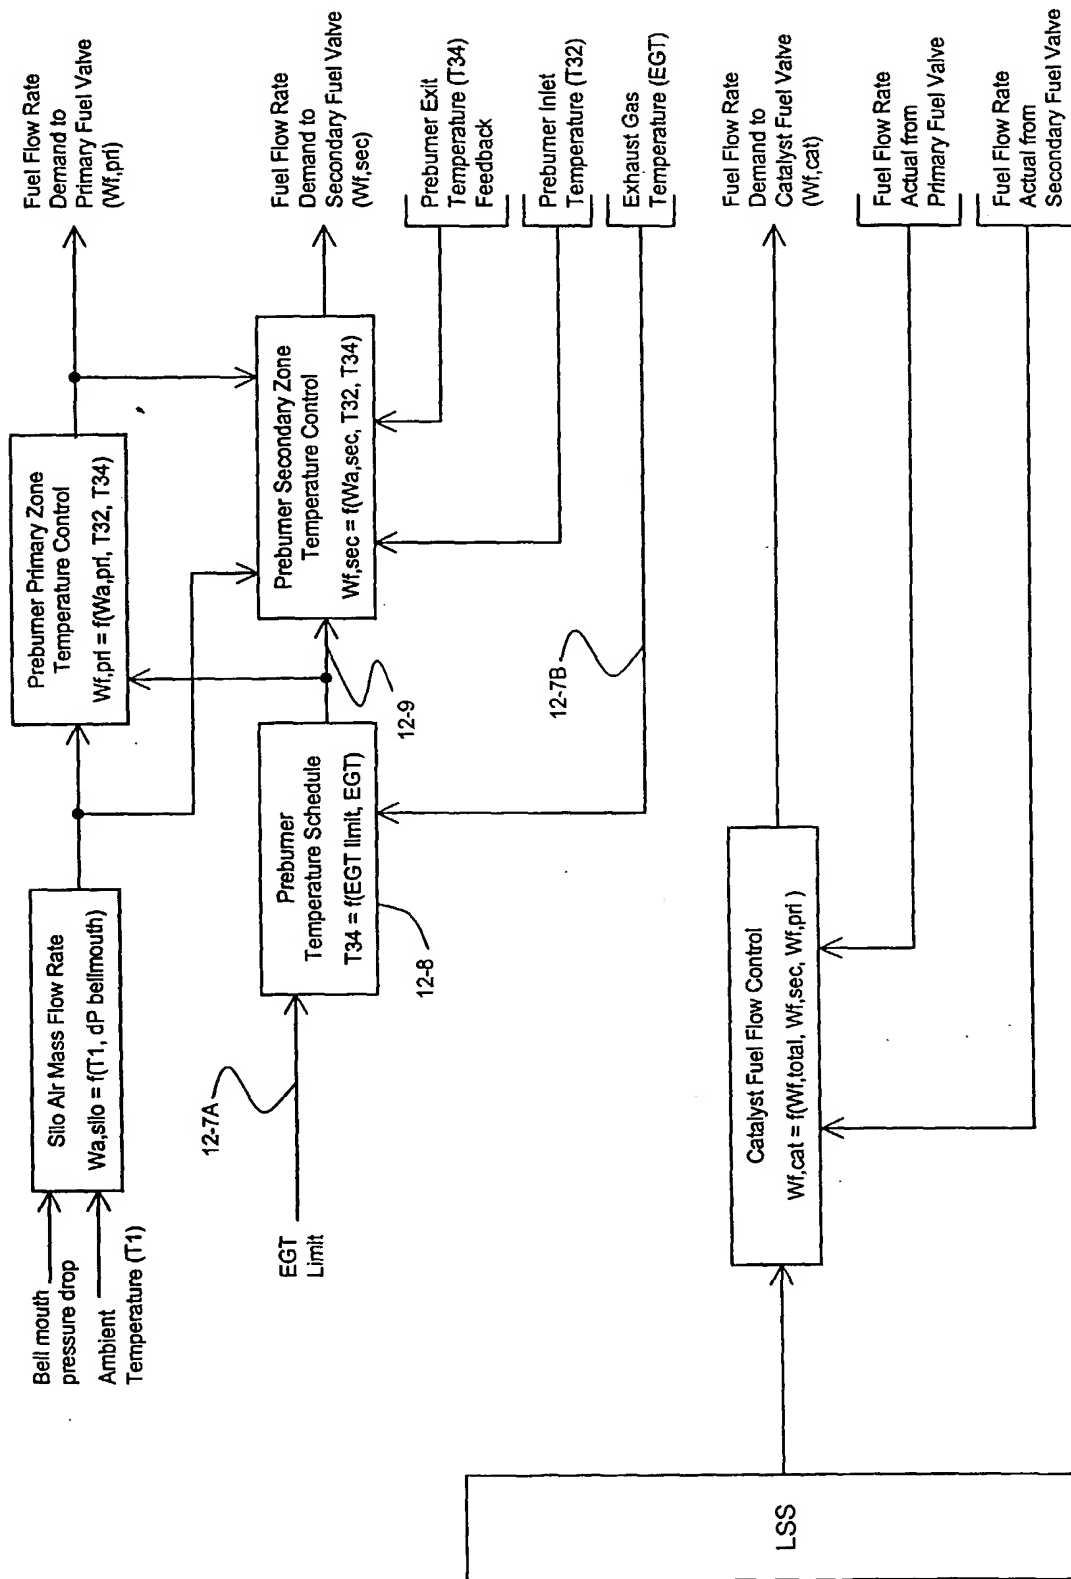 Bell mouth
pressure drop
Ambient
Temperature (T1)
Silo Air Mass Flow Rate
Wa,silo = f(T1, dP bellmouth)
Preburner Primary Zone
Temperature Control
Wf,pri = f(Wa,pri, T32, T34)
Fuel Flow Rate
Demand to
Primary Fuel Valve
(Wf,pri)
EGT
Limit
12-7A
Preburner
Temperature Schedule
T34 = f(EGT limit, EGT)
12-8
12-9
Preburner Secondary Zone
Temperature Control
Wf,sec = f(Wa,sec, T32, T34)
Fuel Flow Rate
Demand to
Secondary Fuel Valve
(Wf,sec)
Preburner Exit
Temperature (T34)
Feedback
Preburner Inlet
Temperature (T32)
Exhaust Gas
Temperature (EGT)
12-7B
LSS
Catalyst Fuel Flow Control
Wf,cat = f(Wf,total, Wf,sec, Wf,pri )
Fuel Flow Rate
Demand to
Catalyst Fuel Valve
(Wf,cat)
Fuel Flow Rate
Actual from
Primary Fuel Valve
Fuel Flow Rate
Actual from
Secondary Fuel Valve